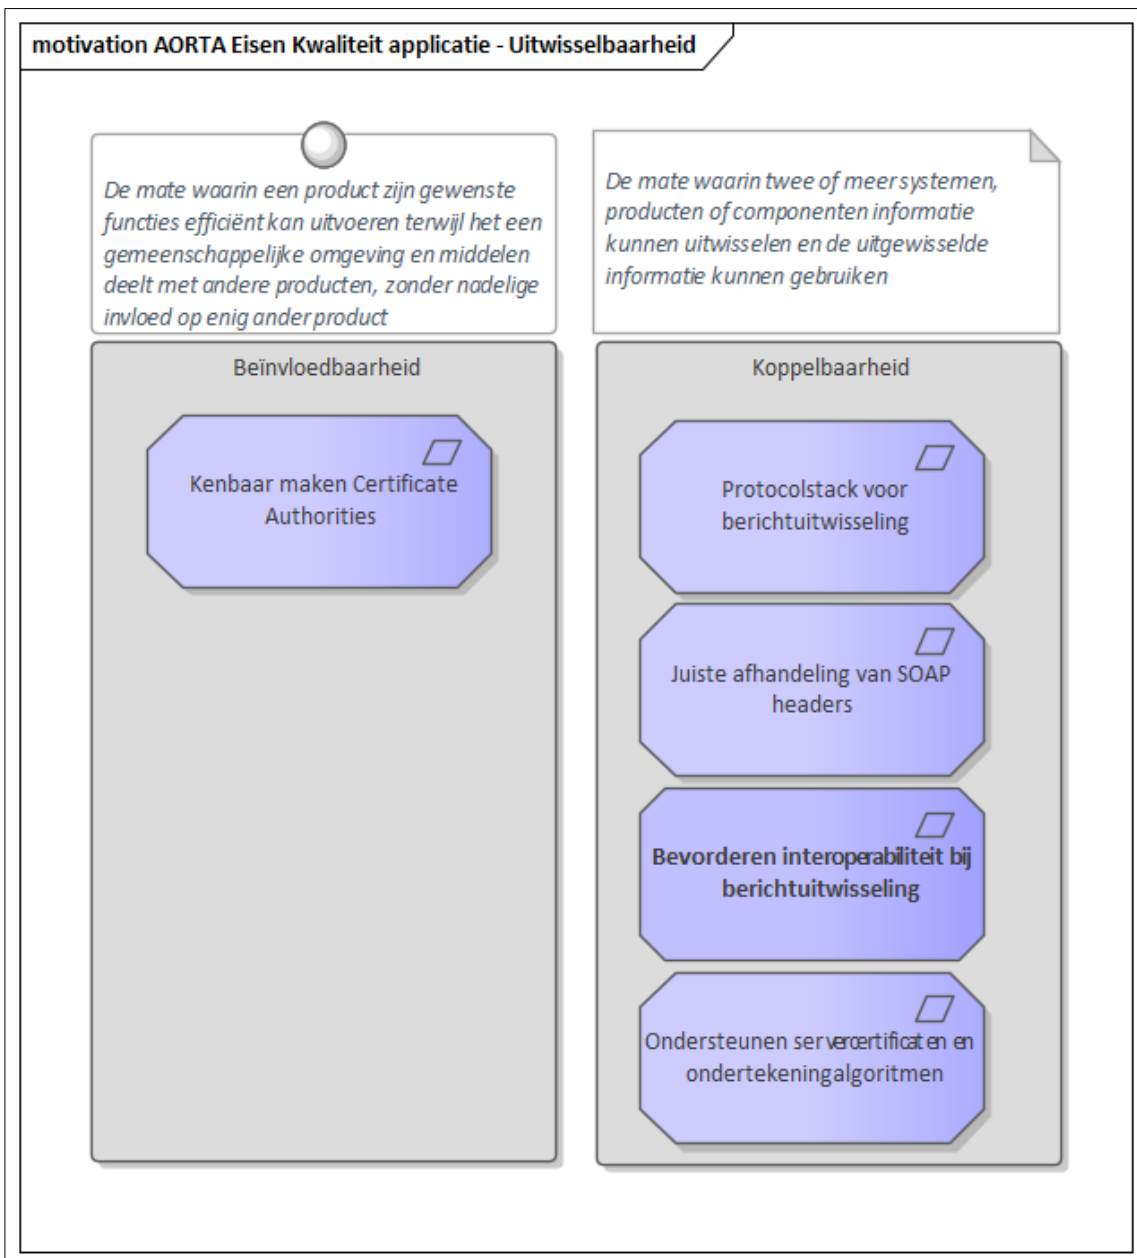 motivation AORTA Eisen Kwaliteit applicatie - Uitwisselbaarheid
De mate waarin een product zijn gewenste
functies efficiënt kan uitvoeren terwijl het een
gemeenschappelijke omgeving en middelen
deelt met andere producten, zonder nadelige
invloed op enig ander product
De mate waarin twee of meer systemen,
producten of componenten informatie
kunnen uitwisselen en de uitgewisselde
informatie kunnen gebruiken
Beïnvloedbaarheid
Kenbaar maken Certificate
Authorities
Koppelbaarheid
Protocolstack voor
berichtuitwisseling
Juiste afhandeling van SOAP
headers
Bevorderen interoperabiliteit bij
berichtuitwisseling
Ondersteunen servercertificaten en
ondertekeningalgoritmen